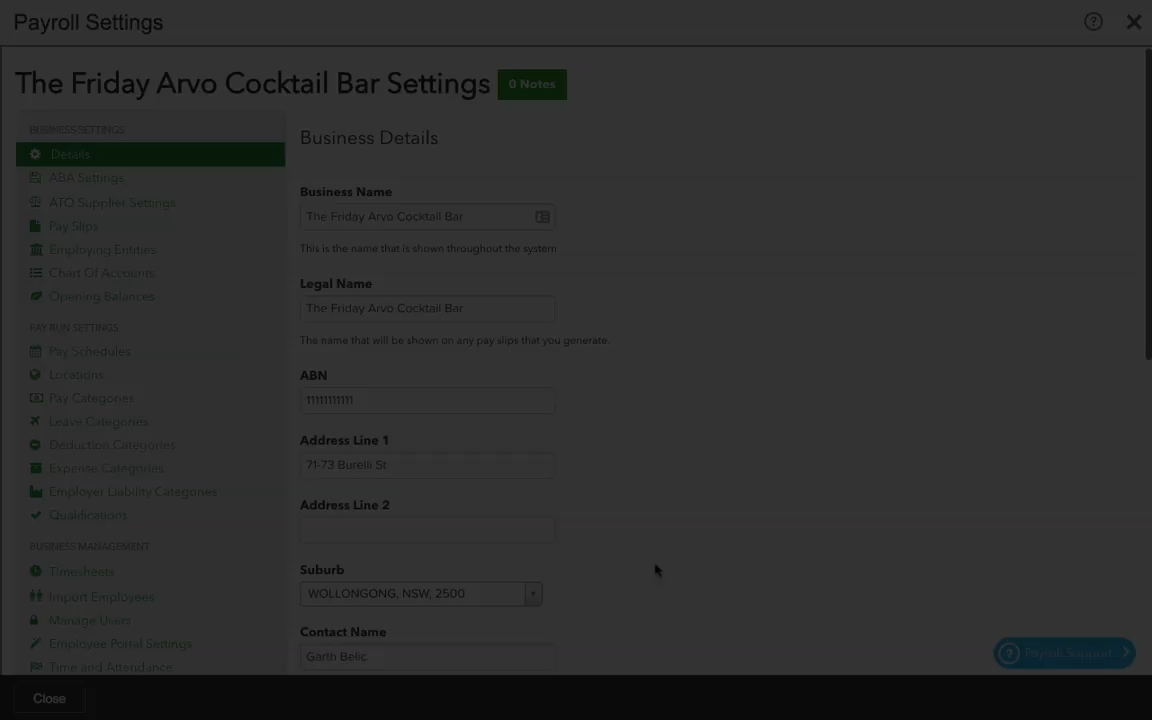 Payroll Settings
The Friday Arvo Cocktail Bar Settings
0 Notes
BUSINESS SETTINGS
Details
ABA Settings
ATO Supplier Settings
Pay Slips
Employing Entities
Chart Of Accounts
Opening Balances
PAY RUN SETTINGS
Pay Schedules
Locations
Pay Categories
Leave Categories
Deduction Categories
Expense Categories
Employer Liability Categories
Qualifications
BUSINESS MANAGEMENT
Timesheets
Import Employees
Manage Users
Employee Portal Settings
Time and Attendance
Business Details
Business Name
The Friday Arvo Cocktail Bar
This is the name that is shown throughout the system
Legal Name
The Friday Arvo Cocktail Bar
The name that will be shown on any pay slips that you generate.
ABN
11111111111
Address Line 1
71-73 Burelli St
Address Line 2
Suburb
WOLLONGONG, NSW, 2500
Contact Name
Garth Belic
Payroll Support
Close